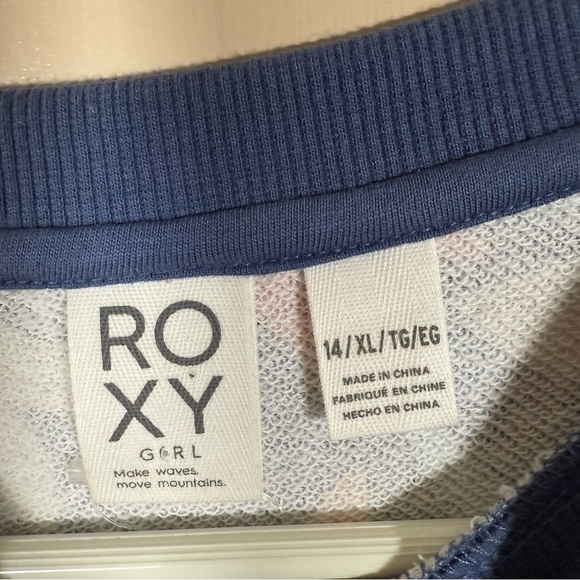 RO
XY
GIRL
Make waves,
move mountains.
14/XL/TG/EG
MADE IN CHINA
FABRIQUÉ EN CHINE
HECHO EN CHINA